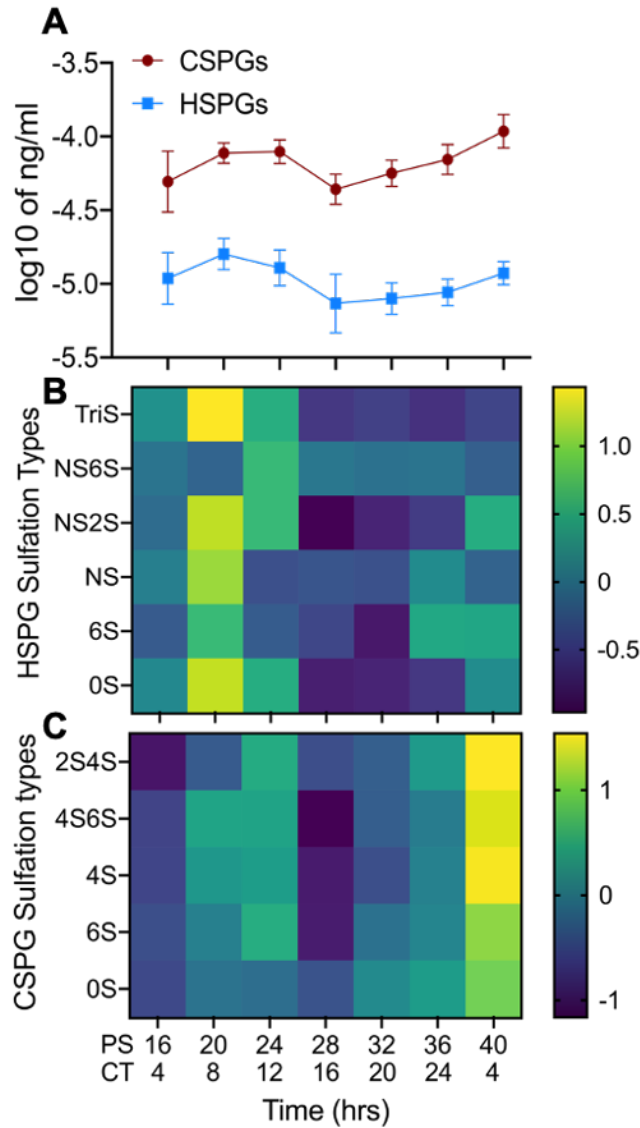 A
CSPGs
HSPGs
log10 of ng/ml
-3.5
-4.0
-4.5
-5.0
-5.5
B
HSPG Sulfation Types
TriS
NS6S
NS2S
NS
6S
0S
1.0
0.5
0
-0.5
C
CSPG Sulfation types
2S4S
4S6S
4S
6S
0S
1
0
-1
PS 16 20 24 28 32 36 40
CT 4 8 12 16 20 24 4
Time (hrs)